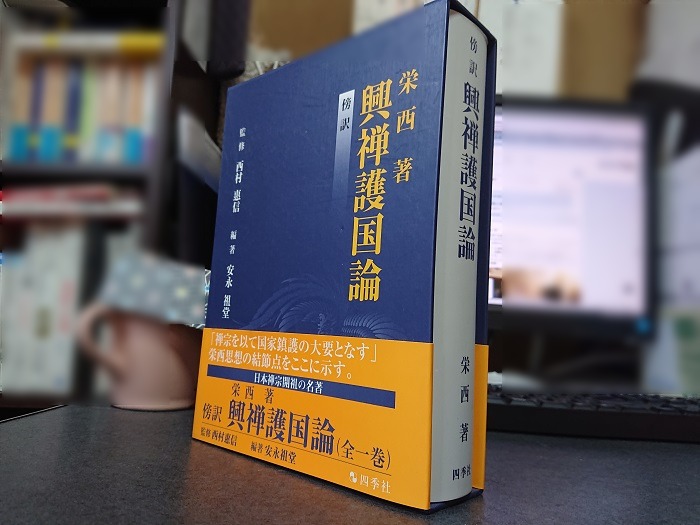 栄西 著
傍訳
興禅護国論
監修 西村 惠信
編著 安永 祖堂
「禅宗を以て国家鎮護の大要となす」
栄西思想の結節点をここに示す。
日本禅宗開祖の名著
栄西 著
傍訳 興禅護国論(全一巻)
監修 西村惠信 編著 安永祖堂
四季社
傍訳 興禅護国論 栄西 著 四季社